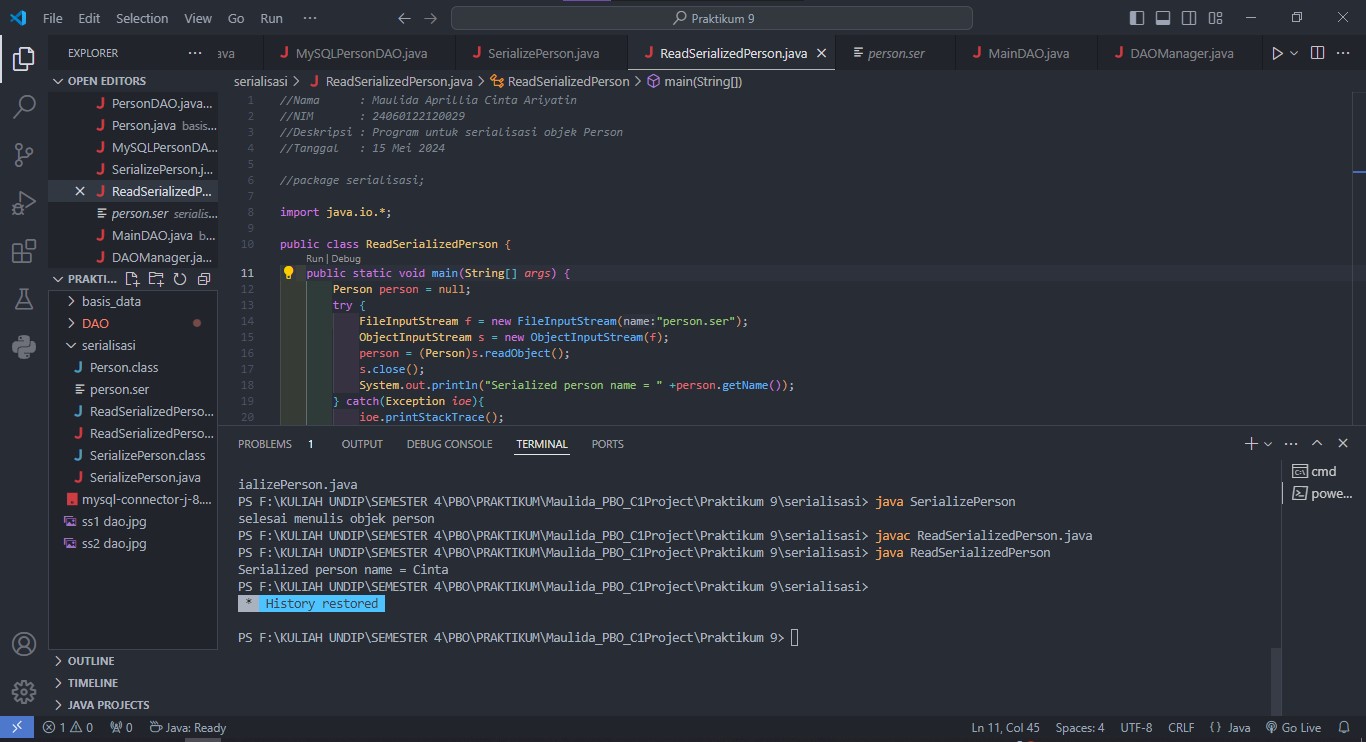 File Edit Selection View Go Run ··· Praktikum 9
EXPLORER ··· ava MySQLPersonDAO.java SerializePerson.java ReadSerializedPerson.java person.ser MainDAO.java DAOManager.java
OPEN EDITORS
PersonDAO.java...
Person.java basis...
MySQLPersonDA...
SerializePerson.j...
ReadSerializedP...
person.ser serialis...
MainDAO.java b...
DAOManager.ja...
PRAKTI...
basis_data
DAO
serialisasi
Person.class
person.ser
ReadSerializedPerso...
ReadSerializedPerso...
SerializePerson.class
SerializePerson.java
mysql-connector-j-8....
ss1 dao.jpg
ss2 dao.jpg
OUTLINE
TIMELINE
JAVA PROJECTS
serialisasi > ReadSerializedPerson.java > ReadSerializedPerson > main(String[])
1 //Nama : Maulida Aprillia Cinta Ariyatin
2 //NIM : 24060122120029
3 //Deskripsi : Program untuk serialisasi objek Person
4 //Tanggal : 15 Mei 2024
5
6 //package serialisasi;
7
8 import java.io.*;
9
10 public class ReadSerializedPerson {
Run | Debug
11 public static void main(String[] args) {
12 Person person = null;
13 try {
14 FileInputStream f = new FileInputStream(name:"person.ser");
15 ObjectInputStream s = new ObjectInputStream(f);
16 person = (Person)s.readObject();
17 s.close();
18 System.out.println("Serialized person name = " +person.getName());
19 } catch(Exception ioe){
20 ioe.printStackTrace();
PROBLEMS 1 OUTPUT DEBUG CONSOLE TERMINAL PORTS
ializePerson.java
PS F:\KULIAH UNDIP\SEMESTER 4\PBO\PRAKTIKUM\Maulida_PBO_C1Project\Praktikum 9\serialisasi> java SerializePerson
selesai menulis objek person
PS F:\KULIAH UNDIP\SEMESTER 4\PBO\PRAKTIKUM\Maulida_PBO_C1Project\Praktikum 9\serialisasi> javac ReadSerializedPerson.java
PS F:\KULIAH UNDIP\SEMESTER 4\PBO\PRAKTIKUM\Maulida_PBO_C1Project\Praktikum 9\serialisasi> java ReadSerializedPerson
Serialized person name = Cinta
PS F:\KULIAH UNDIP\SEMESTER 4\PBO\PRAKTIKUM\Maulida_PBO_C1Project\Praktikum 9\serialisasi>
* History restored
PS F:\KULIAH UNDIP\SEMESTER 4\PBO\PRAKTIKUM\Maulida_PBO_C1Project\Praktikum 9>
cmd
powe...
1 0 0 Java: Ready Ln 11, Col 45 Spaces: 4 UTF-8 CRLF {} Java Go Live